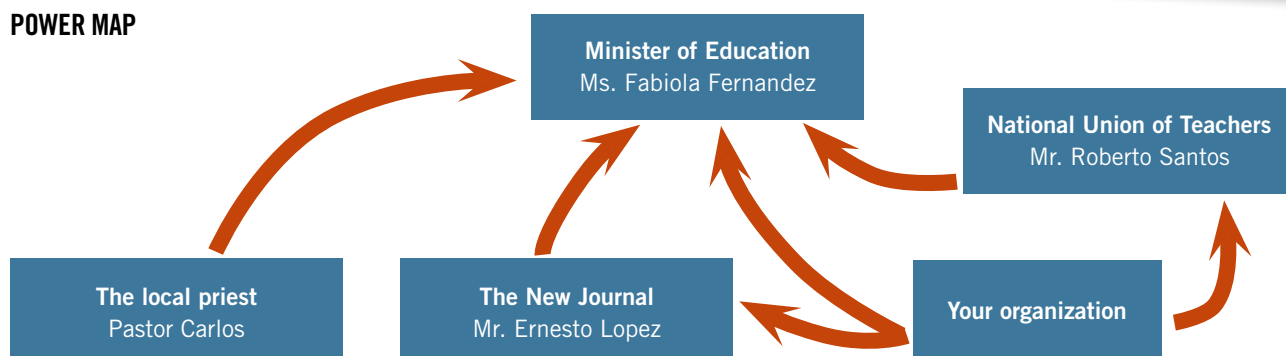 POWER MAP
Minister of Education
Ms. Fabiola Fernandez
National Union of Teachers
Mr. Roberto Santos
The local priest
Pastor Carlos
The New Journal
Mr. Ernesto Lopez
Your organization